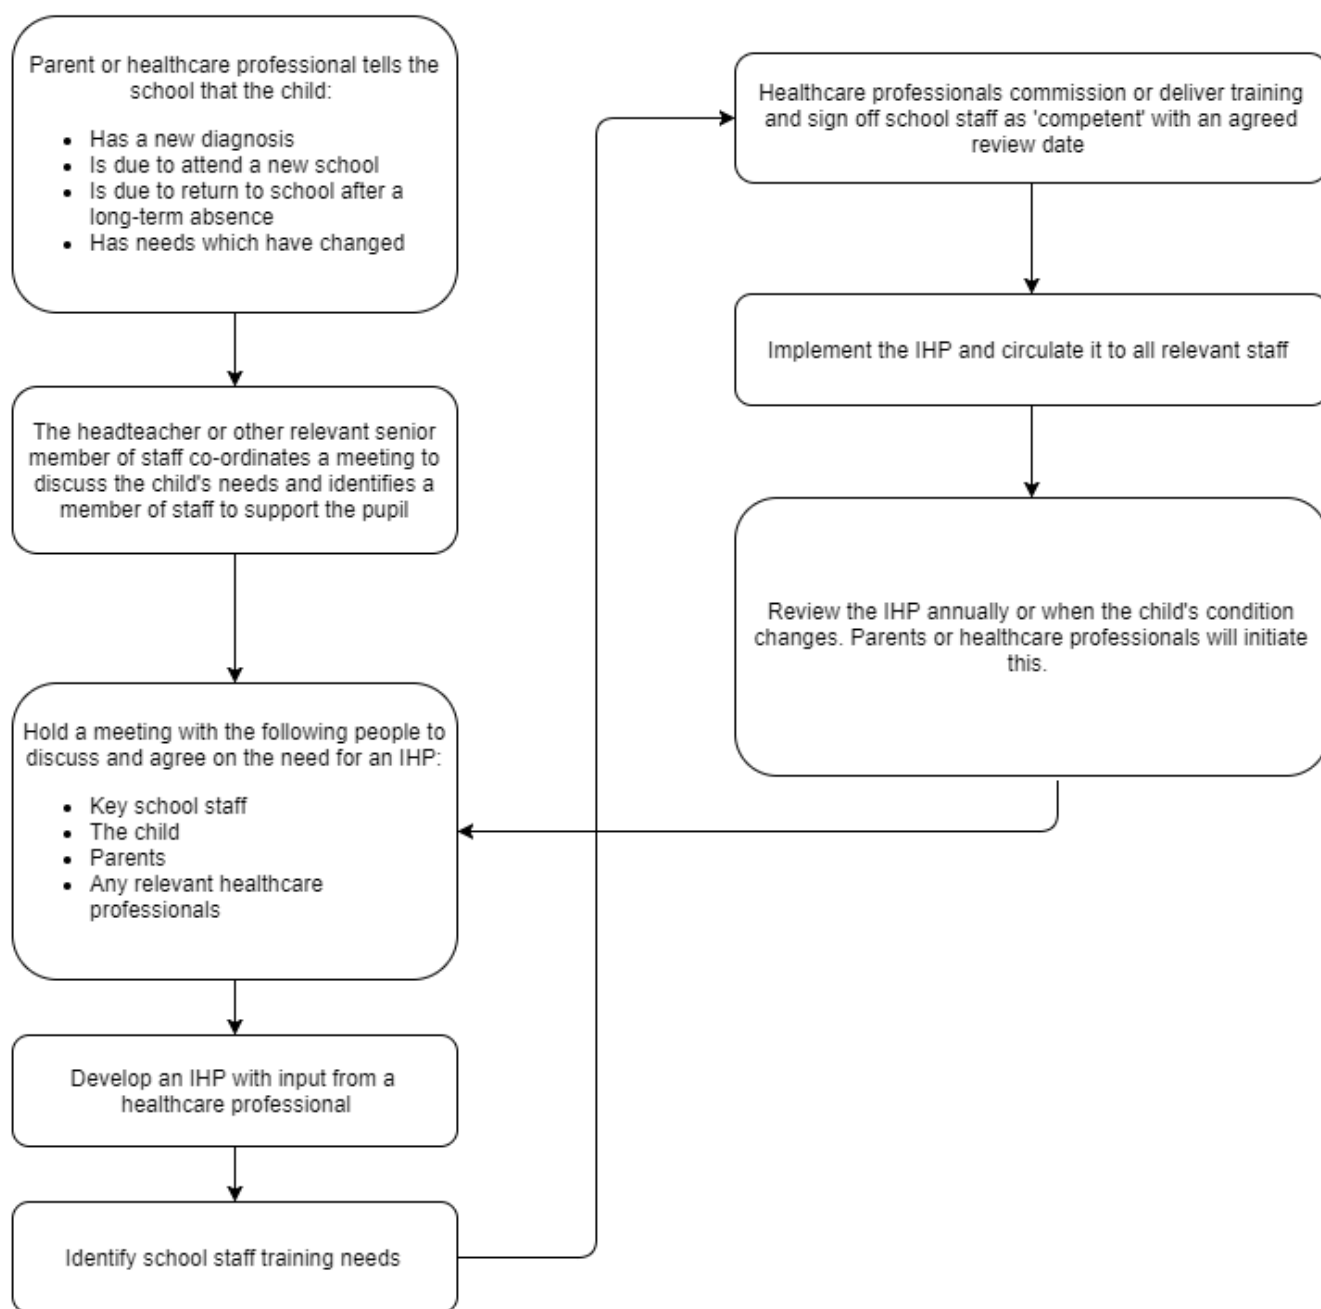 Parent or healthcare professional tells the
school that the child:
• Has a new diagnosis
• Is due to attend a new school
• Is due to return to school after a
long-term absence
• Has needs which have changed
The headteacher or other relevant senior
member of staff co-ordinates a meeting to
discuss the child's needs and identifies a
member of staff to support the pupil
Hold a meeting with the following people to
discuss and agree on the need for an IHP:
• Key school staff
• The child
• Parents
• Any relevant healthcare
professionals
Develop an IHP with input from a
healthcare professional
Identify school staff training needs
Healthcare professionals commission or deliver training
and sign off school staff as 'competent' with an agreed
review date
Implement the IHP and circulate it to all relevant staff
Review the IHP annually or when the child's condition
changes. Parents or healthcare professionals will initiate
this.